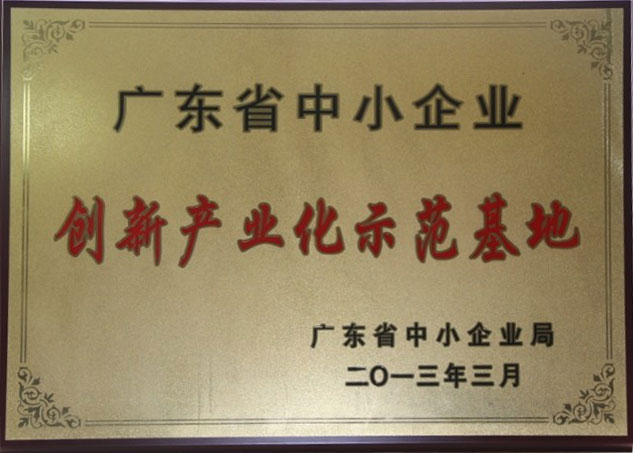 广东省中小企业
创新产业化示范基地
广东省中小企业局
二O一三年三月